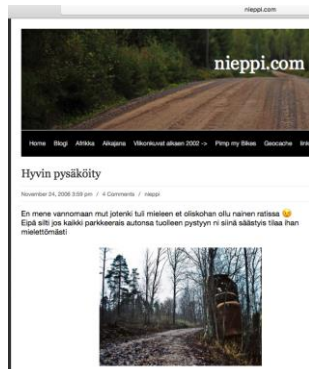 nieppi.com
nieppi.com
Home Blogi Afrikka Aikajana Viikonkuvat alkaen 2002 -> Pimp my Bikes Geocache link
Hyvin pysäköity
November 24, 2006 3:59 pm / 4 Comments / nieppi
En mene vannomaan mut jotenki tuli mieleen et oliskohan ollu nainen ratissa 😉
Eipä silti jos kaikki parkkeerais autonsa tuolleen pystyyn ni siinä säästyis tilaa ihan
mielettömästi